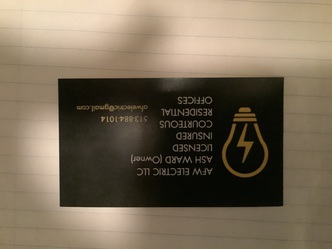 AFW ELECTRIC LLC
ASH WARD (Owner)
LICENSED
INSURED
COURTEOUS
RESIDENTIAL
OFFICES
513-884-1014
afwelectric@gmail.com